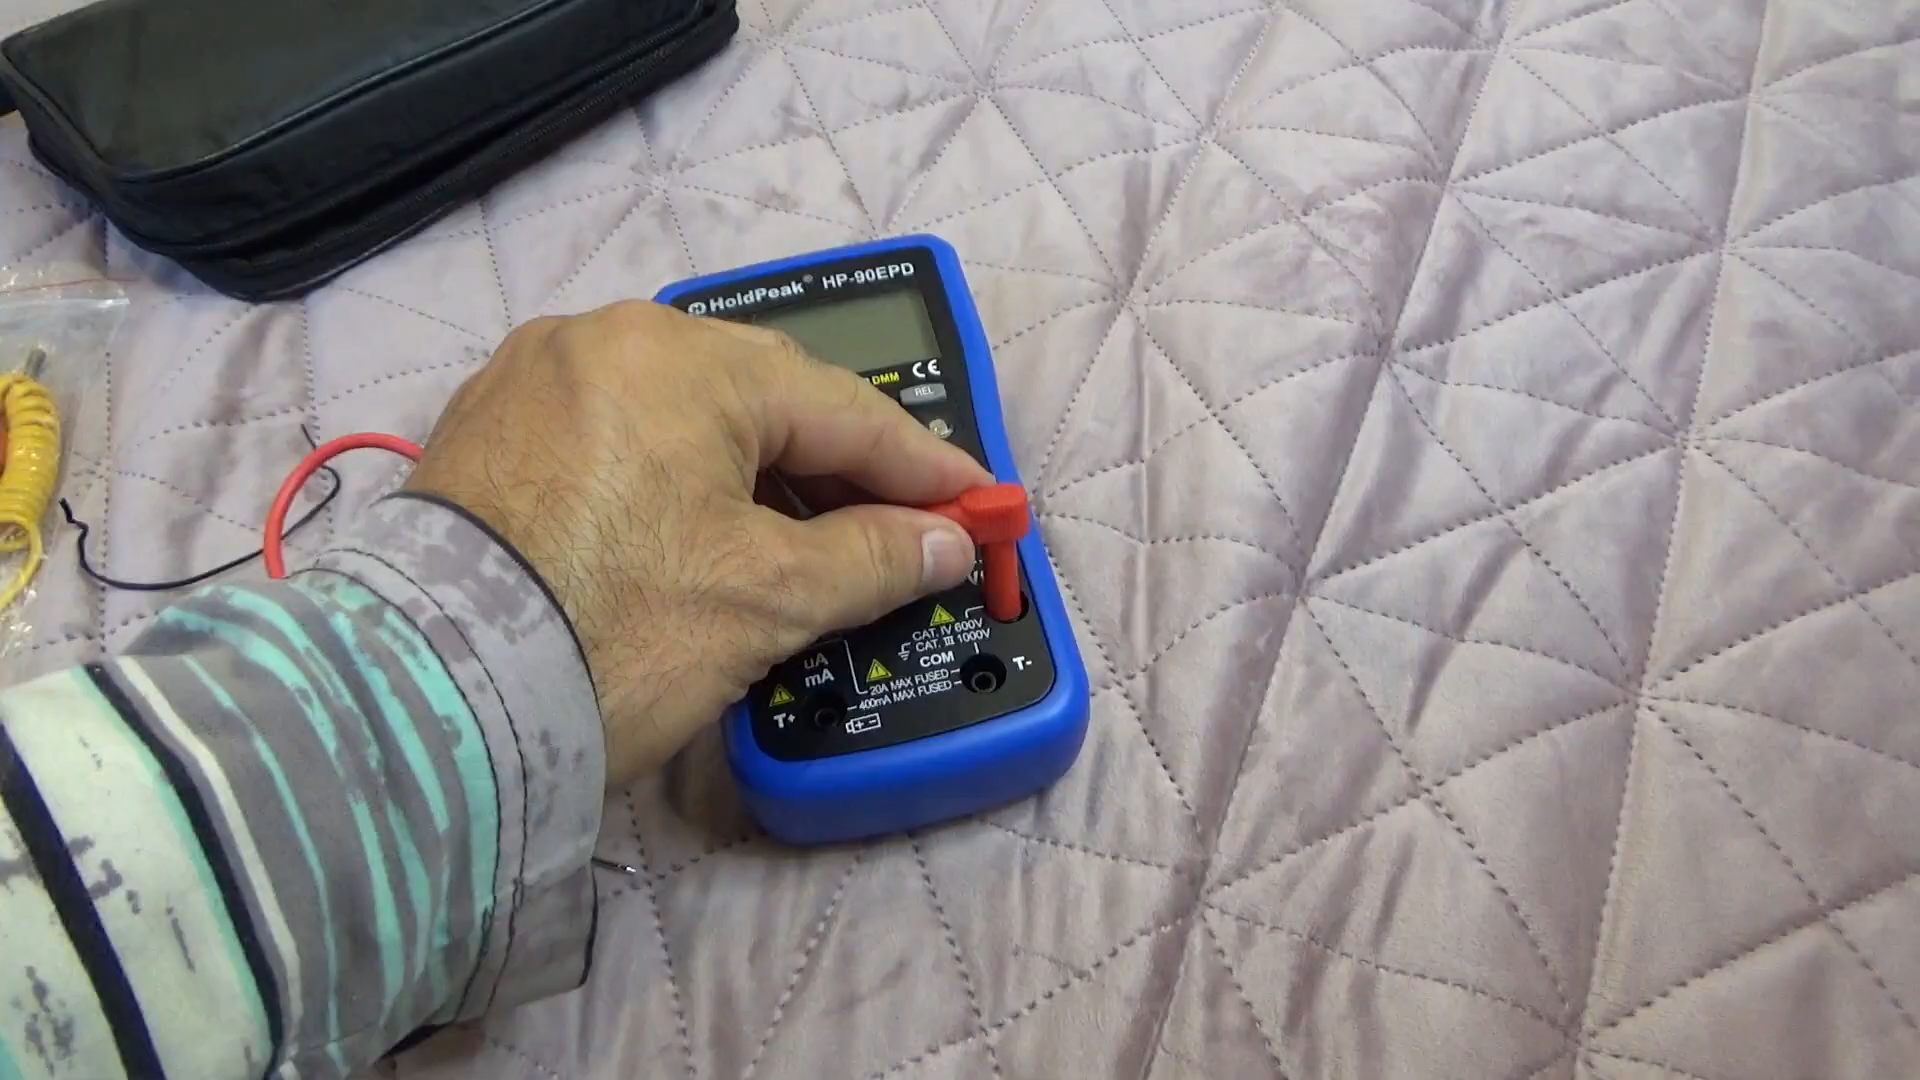 HoldPeak® HP-90EPD
DMM CE
REL
CAT. IV 600V
CAT. III 1000V
COM
T-
uA
mA
20A MAX FUSED
400mA MAX FUSED
T+